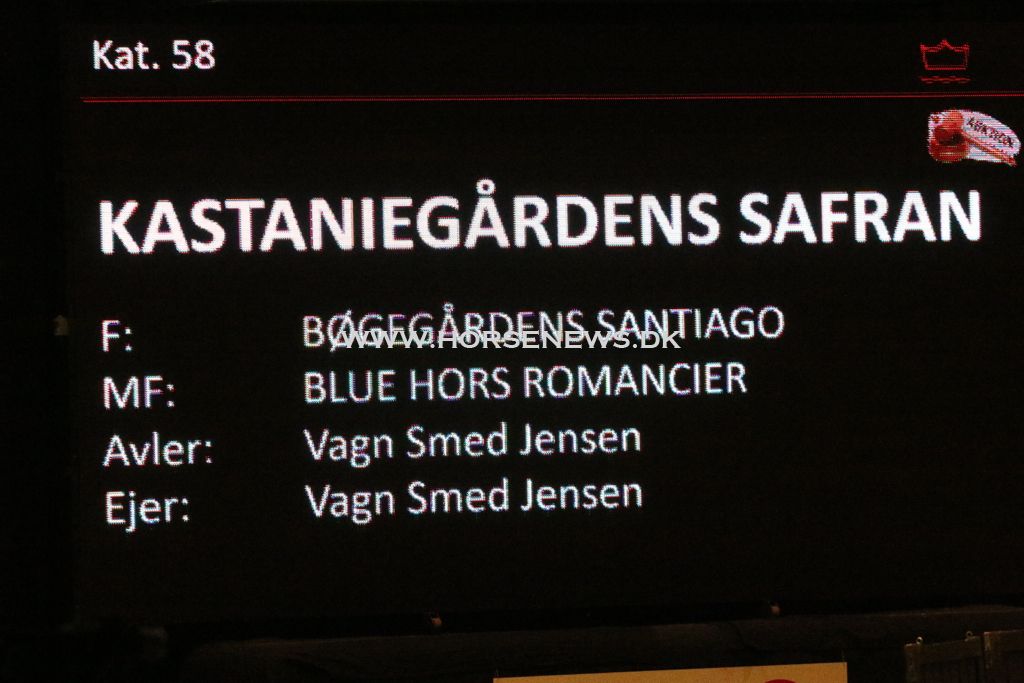 Kat. 58
AUKTION
KASTANIEGÅRDENS SAFRAN
F: BØGEGÅRDENS SANTIAGO
WWW.HORSENEWS.DK
MF: BLUE HORS ROMANCIER
Avler: Vagn Smed Jensen
Ejer: Vagn Smed Jensen